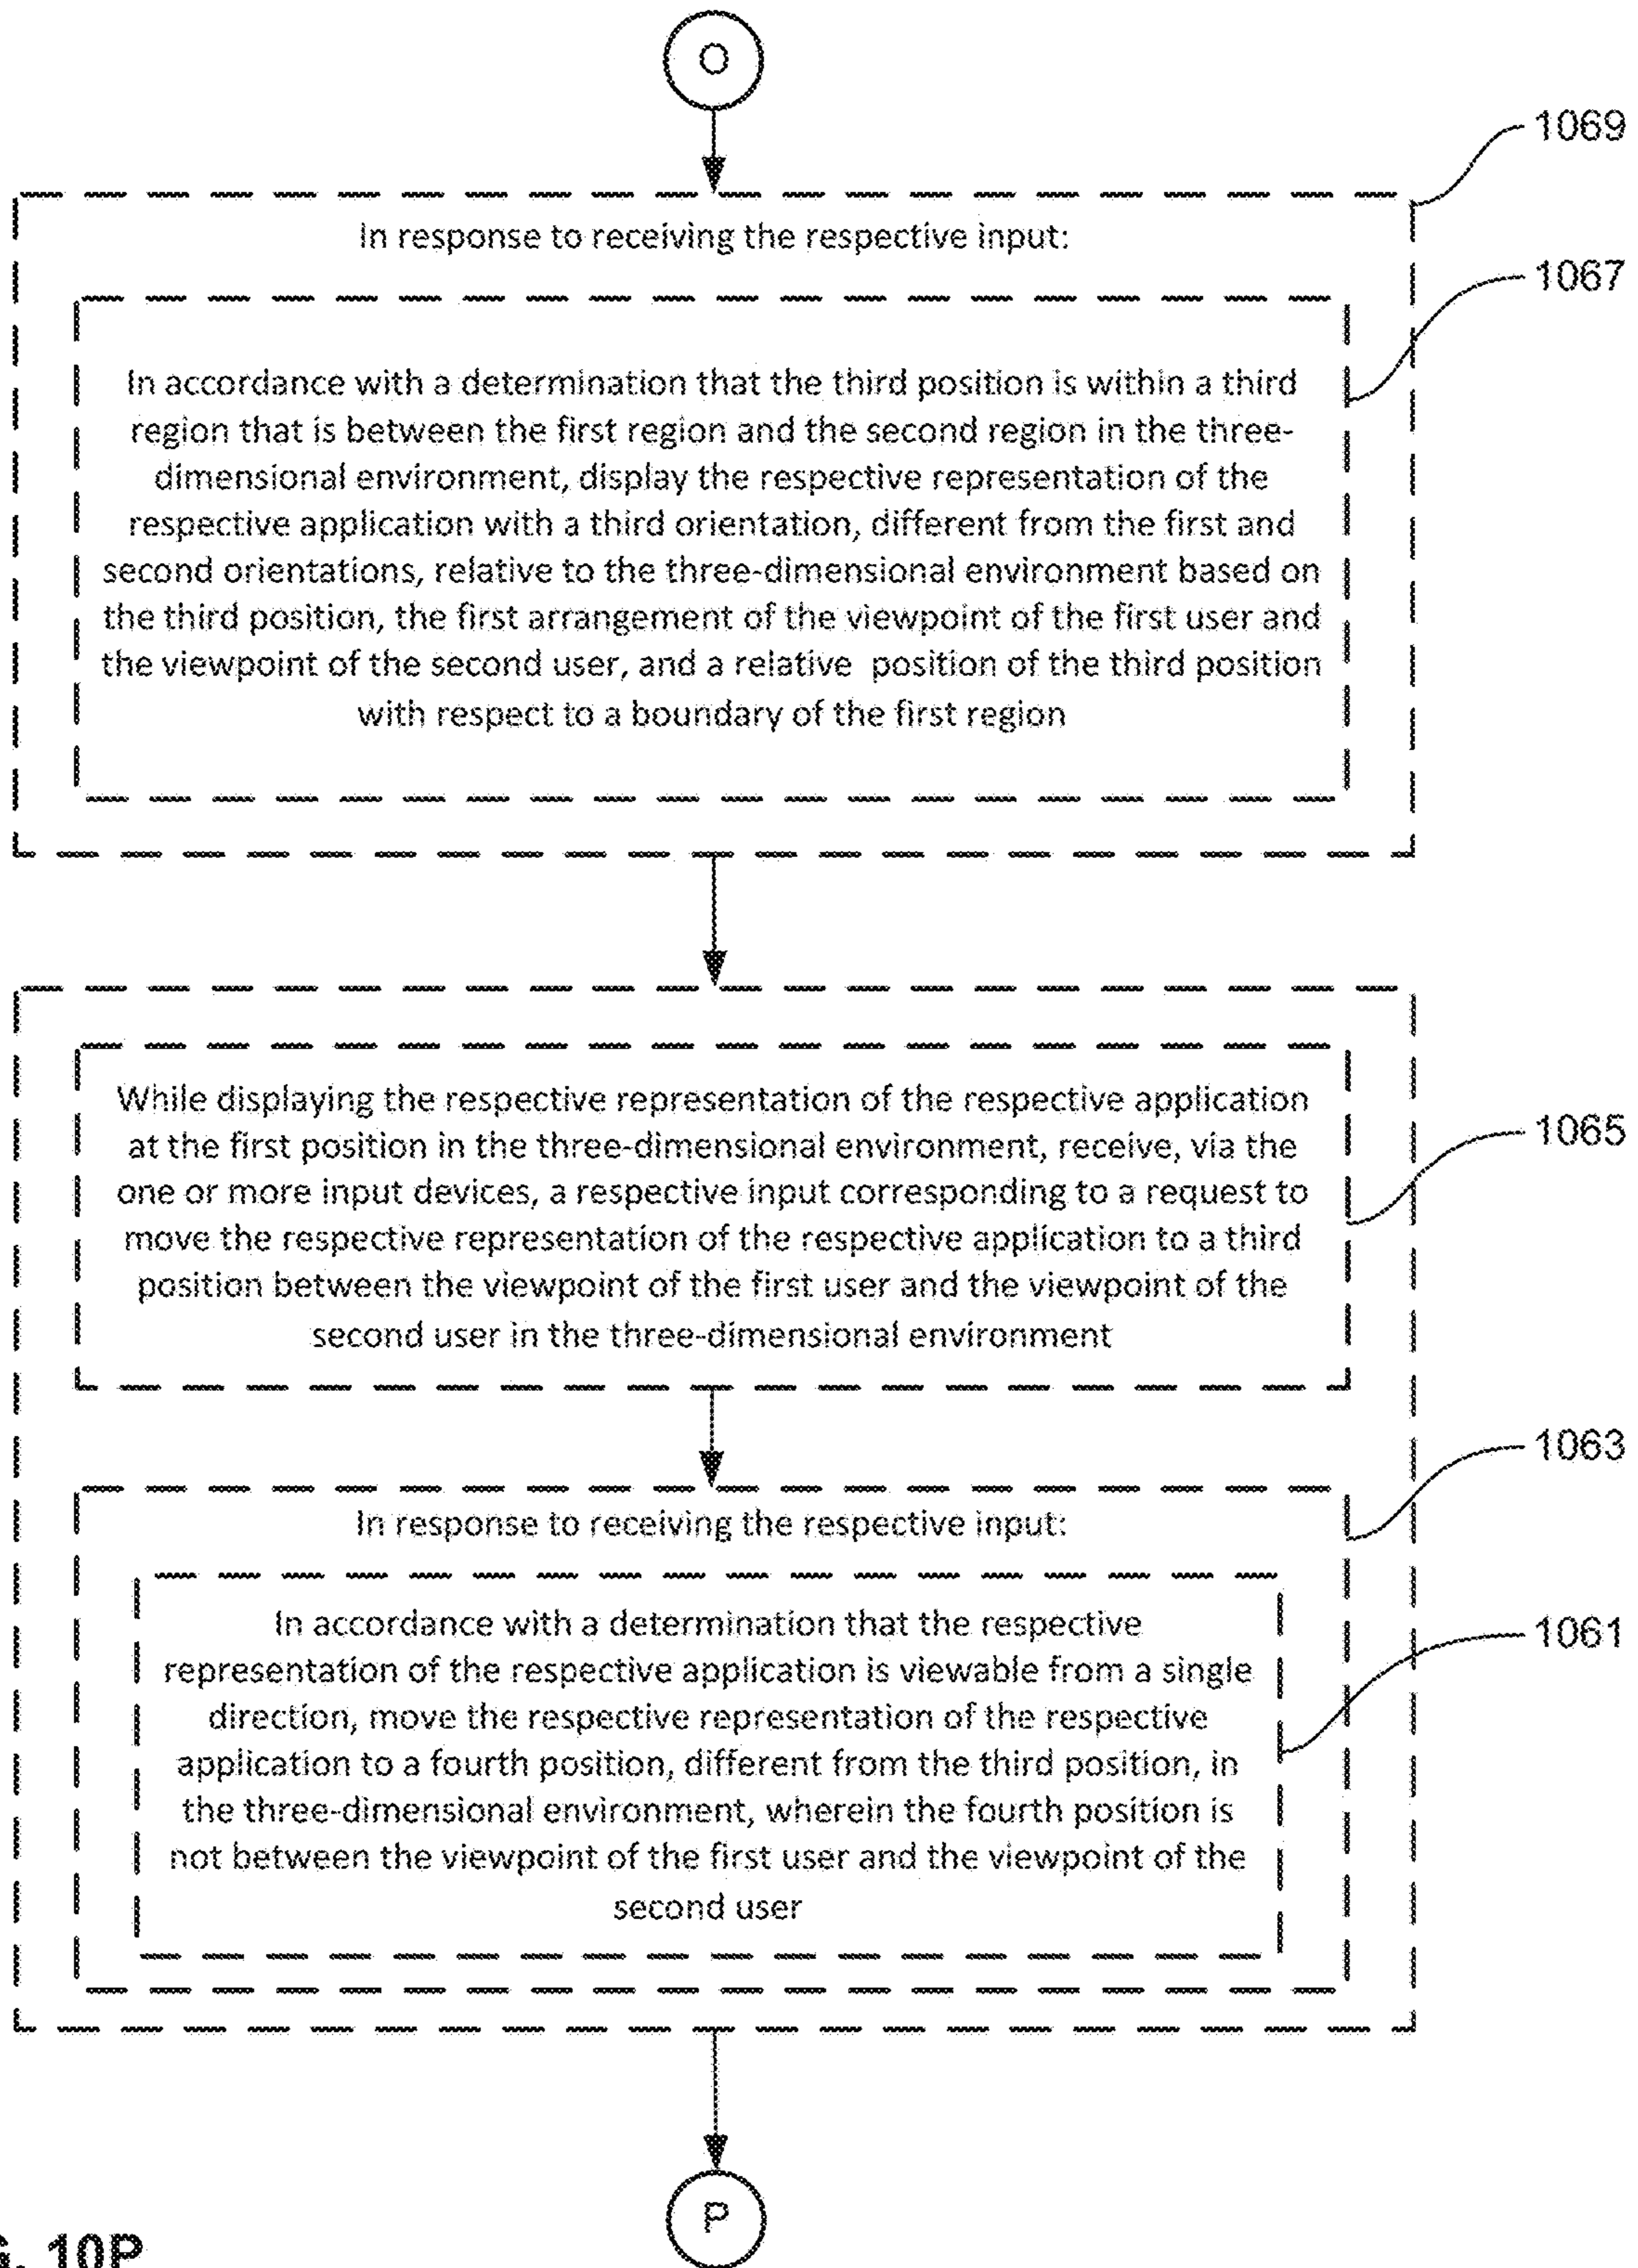 O
1069
In response to receiving the respective input:
1067
In accordance with a determination that the third position is within a third
region that is between the first region and the second region in the three-
dimensional environment, display the respective representation of the
respective application with a third orientation, different from the first and
second orientations, relative to the three-dimensional environment based on
the third position, the first arrangement of the viewpoint of the first user and
the viewpoint of the second user, and a relative position of the third position
with respect to a boundary of the first region
While displaying the respective representation of the respective application
at the first position in the three-dimensional environment, receive, via the
1065
one or more input devices, a respective input corresponding to a request to
move the respective representation of the respective application to a third
position between the viewpoint of the first user and the viewpoint of the
second user in the three-dimensional environment
1063
In response to receiving the respective input:
In accordance with a determination that the respective
1061
representation of the respective application is viewable from a single
direction, move the respective representation of the respective
application to a fourth position, different from the third position, in
the three-dimensional environment, wherein the fourth position is
not between the viewpoint of the first user and the viewpoint of the
second user
P
G. 10P